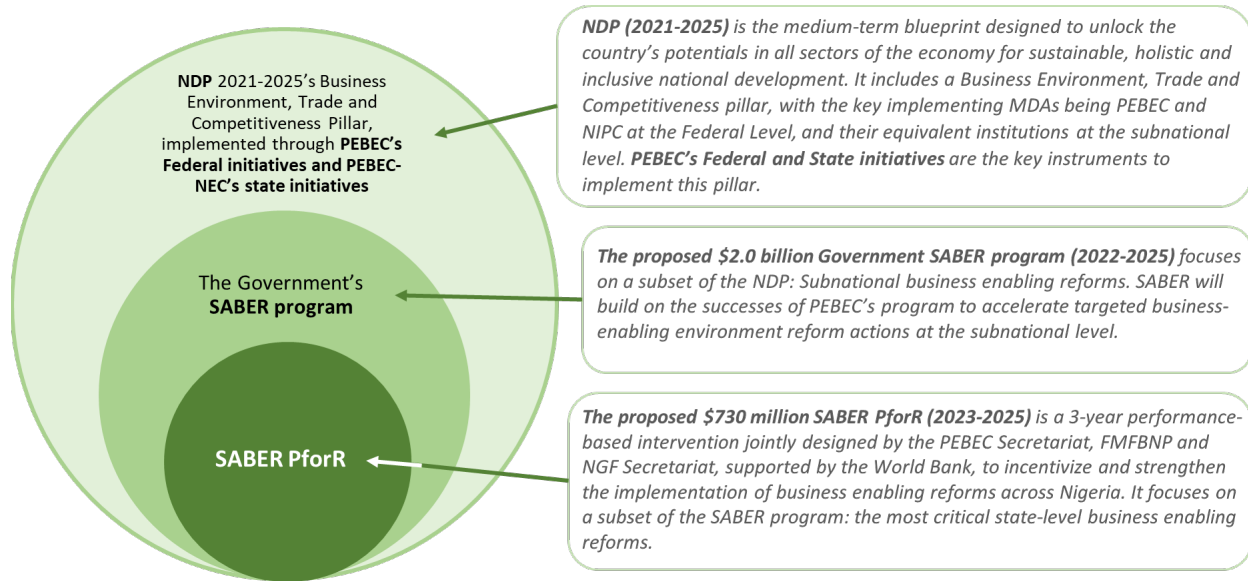 NDP 2021-2025's Business
Environment, Trade and
Competitiveness Pillar,
implemented through PEBEC's
Federal initiatives and PEBEC-
NEC's state initiatives
The Government's
SABER program
SABER PforR
NDP (2021-2025) is the medium-term blueprint designed to unlock the
country's potentials in all sectors of the economy for sustainable, holistic and
inclusive national development. It includes a Business Environment, Trade and
Competitiveness pillar, with the key implementing MDAs being PEBEC and
NIPC at the Federal Level, and their equivalent institutions at the subnational
level. PEBEC's Federal and State initiatives are the key instruments to
implement this pillar.
The proposed $2.0 billion Government SABER program (2022-2025) focuses
on a subset of the NDP: Subnational business enabling reforms. SABER will
build on the successes of PEBEC's program to accelerate targeted business-
enabling environment reform actions at the subnational level.
The proposed $730 million SABER PforR (2023-2025) is a 3-year performance-
based intervention jointly designed by the PEBEC Secretariat, FMFBNP and
NGF Secretariat, supported by the World Bank, to incentivize and strengthen
the implementation of business enabling reforms across Nigeria. It focuses on
a subset of the SABER program: the most critical state-level business enabling
reforms.